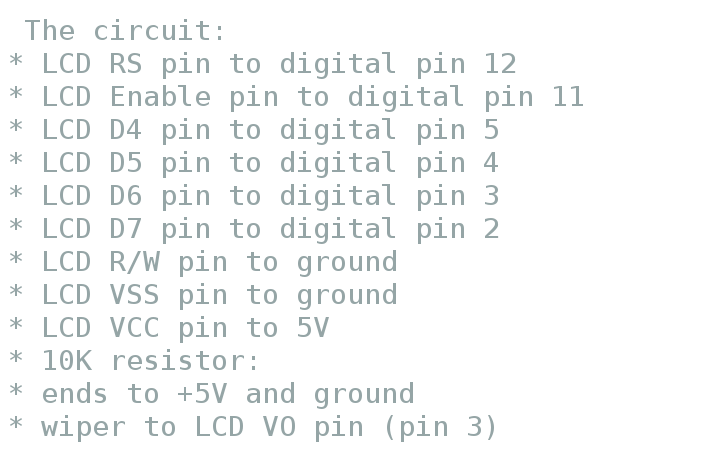 The circuit:
* LCD RS pin to digital pin 12
* LCD Enable pin to digital pin 11
* LCD D4 pin to digital pin 5
* LCD D5 pin to digital pin 4
* LCD D6 pin to digital pin 3
* LCD D7 pin to digital pin 2
* LCD R/W pin to ground
* LCD VSS pin to ground
* LCD VCC pin to 5V
* 10K resistor:
* ends to +5V and ground
* wiper to LCD VO pin (pin 3)